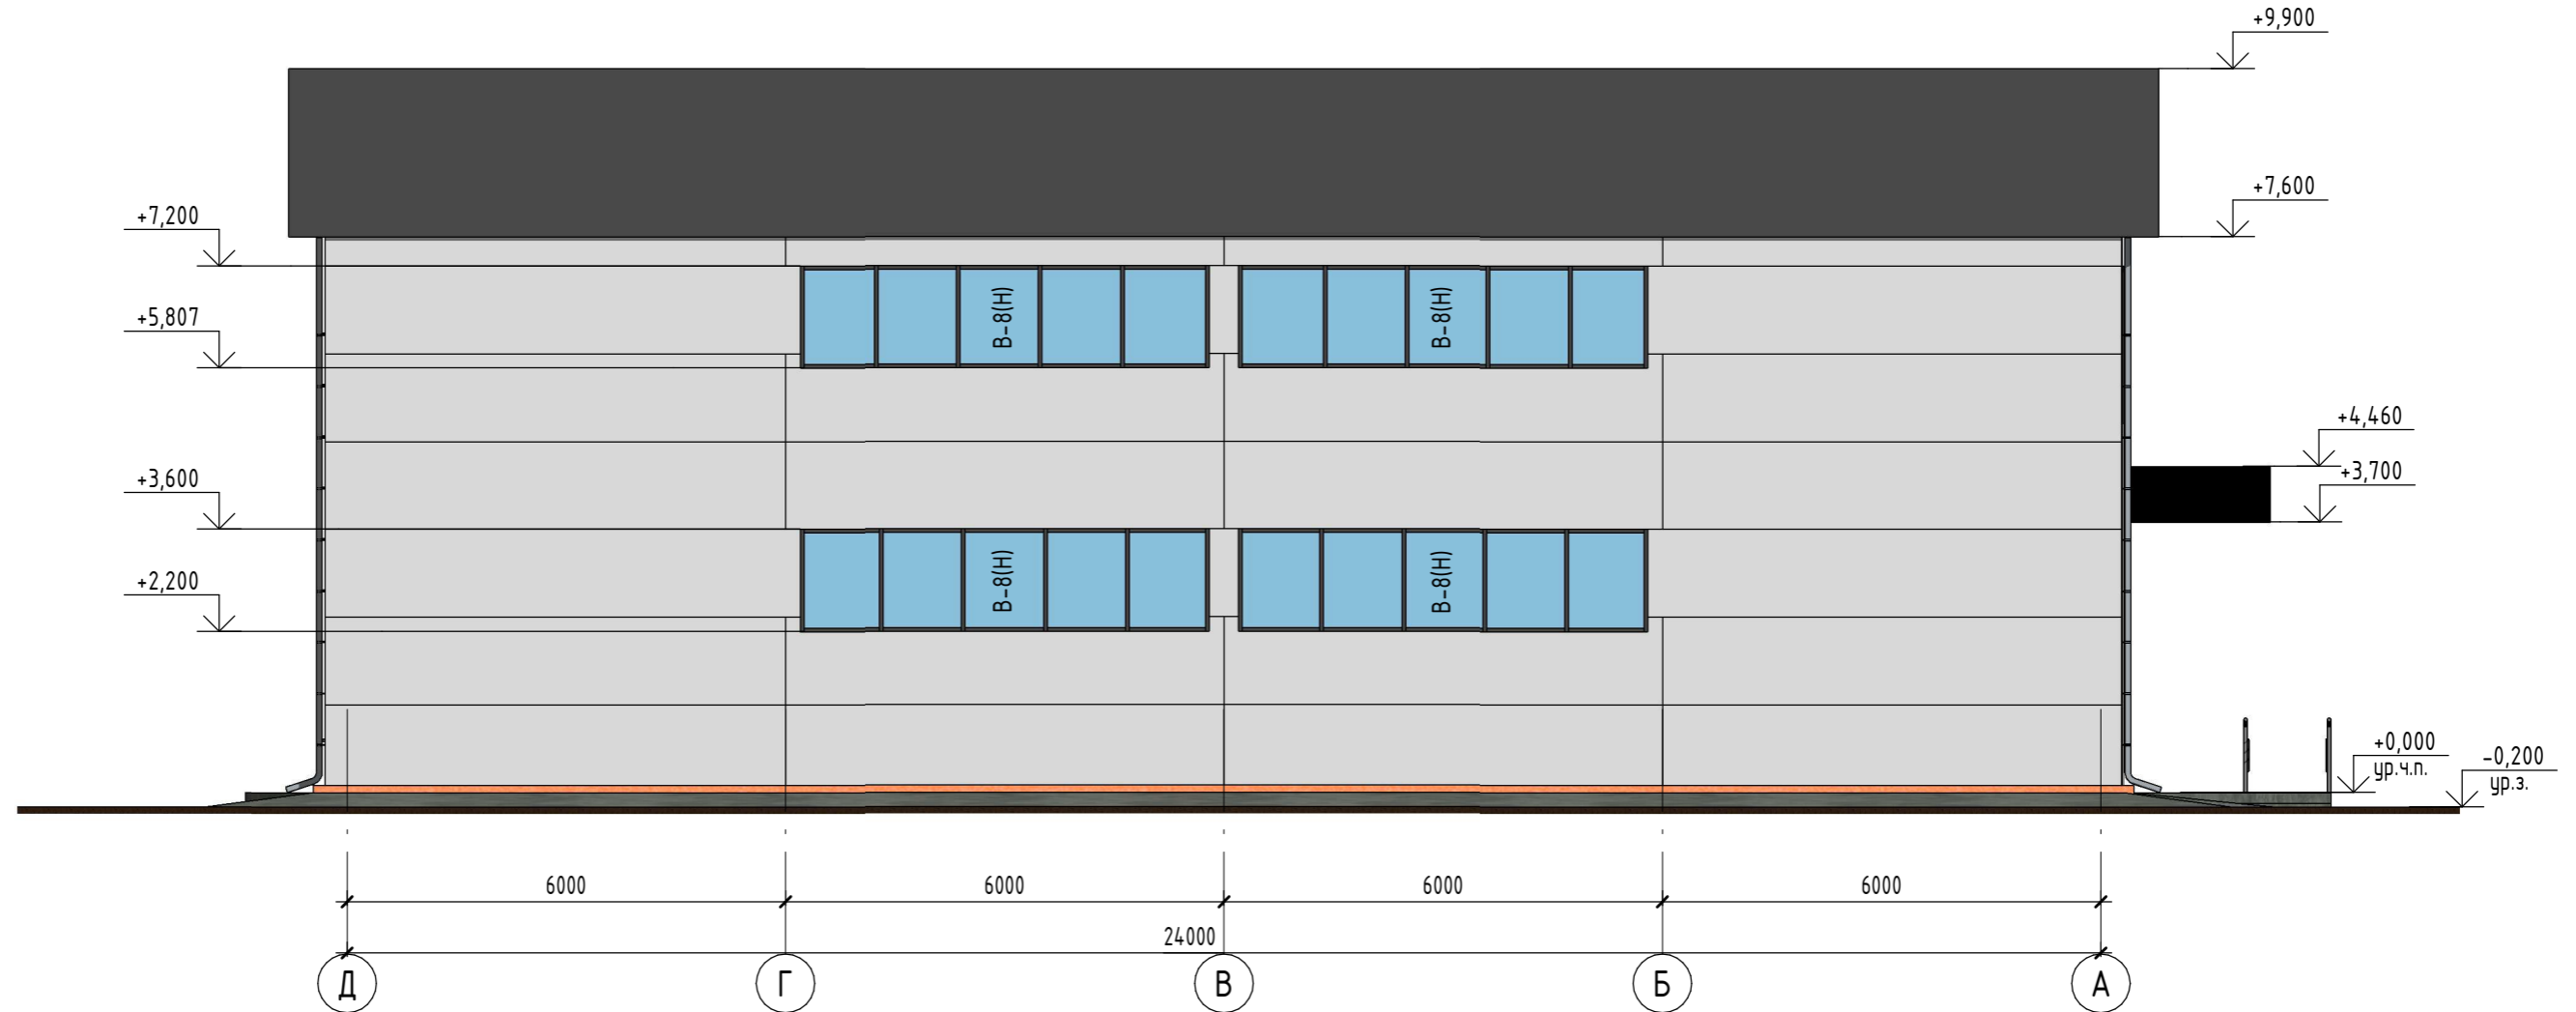 +9,900
+7,600
+7,200
+5,807
В-8(Н)
В-8(Н)
+4,460
+3,700
+3,600
+2,200
В-8(Н)
В-8(Н)
+0,000
ур.ч.п.
-0,200
ур.з.
6000
6000
6000
6000
24000
Д
Г
В
Б
А